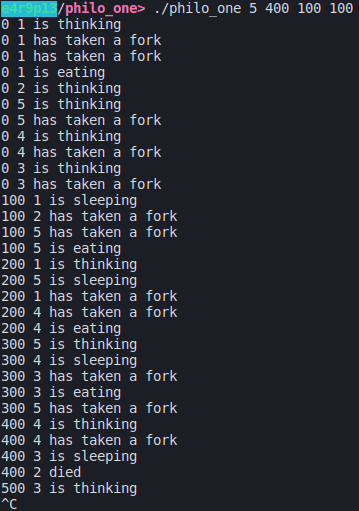 e4r9p13/philo_one> ./philo_one 5 400 100 100
0 1 is thinking
0 1 has taken a fork
0 1 has taken a fork
0 1 is eating
0 2 is thinking
0 5 is thinking
0 5 has taken a fork
0 4 is thinking
0 4 has taken a fork
0 3 is thinking
0 3 has taken a fork
100 1 is sleeping
100 2 has taken a fork
100 5 has taken a fork
100 5 is eating
200 1 is thinking
200 5 is sleeping
200 1 has taken a fork
200 4 has taken a fork
200 4 is eating
300 5 is thinking
300 4 is sleeping
300 3 has taken a fork
300 3 is eating
300 5 has taken a fork
400 4 is thinking
400 4 has taken a fork
400 3 is sleeping
400 2 died
500 3 is thinking
^C